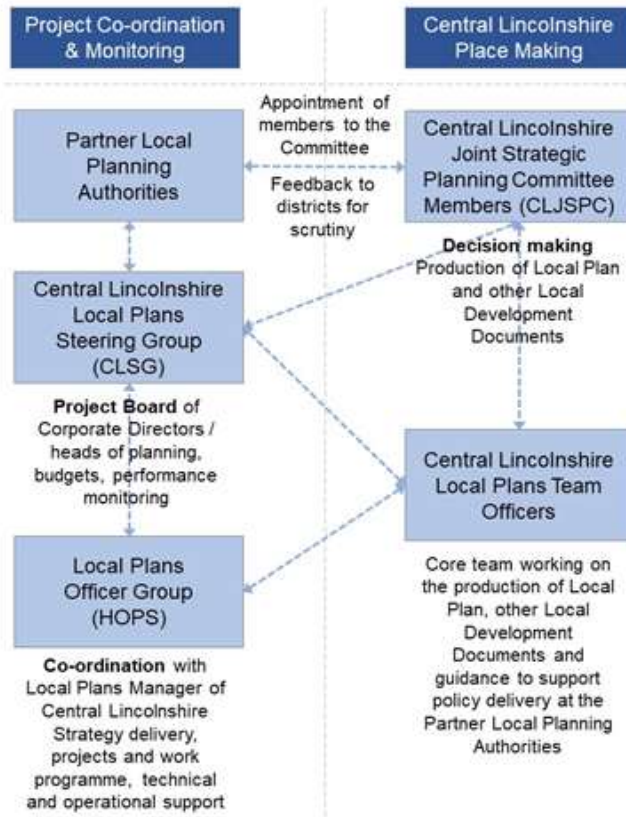 Project Co-ordination
& Monitoring
Central Lincolnshire
Place Making
Partner Local
Planning
Authorities
Appointment of
members to the
Committee
Feedback to
districts for
scrutiny
Central Lincolnshire
Joint Strategic
Planning Committee
Members (CLJSPC)
Decision making
Production of Local Plan
and other Local
Development
Documents
Central Lincolnshire
Local Plans
Steering Group
(CLSG)
Project Board of
Corporate Directors /
heads of planning,
budgets, performance
monitoring
Central Lincolnshire
Local Plans Team
Officers
Core team working on
the production of Local
Plan, other Local
Development
Documents and
guidance to support
policy delivery at the
Partner Local Planning
Authorities
Local Plans
Officer Group
(HOPS)
Co-ordination with
Local Plans Manager of
Central Lincolnshire
Strategy delivery,
projects and work
programme, technical
and operational support